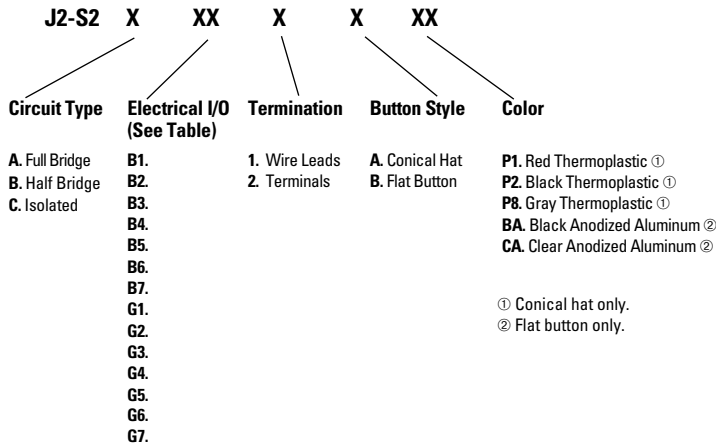 J2-S2 X XX X X XX
Circuit Type
A. Full Bridge
B. Half Bridge
C. Isolated
Electrical I/O
(See Table)
B1.
B2.
B3.
B4.
B5.
B6.
B7.
G1.
G2.
G3.
G4.
G5.
G6.
G7.
Termination
1. Wire Leads
2. Terminals
Button Style
A. Conical Hat
B. Flat Button
Color
P1. Red Thermoplastic ①
P2. Black Thermoplastic ①
P8. Gray Thermoplastic ①
BA. Black Anodized Aluminum ②
CA. Clear Anodized Aluminum ②
① Conical hat only.
② Flat button only.